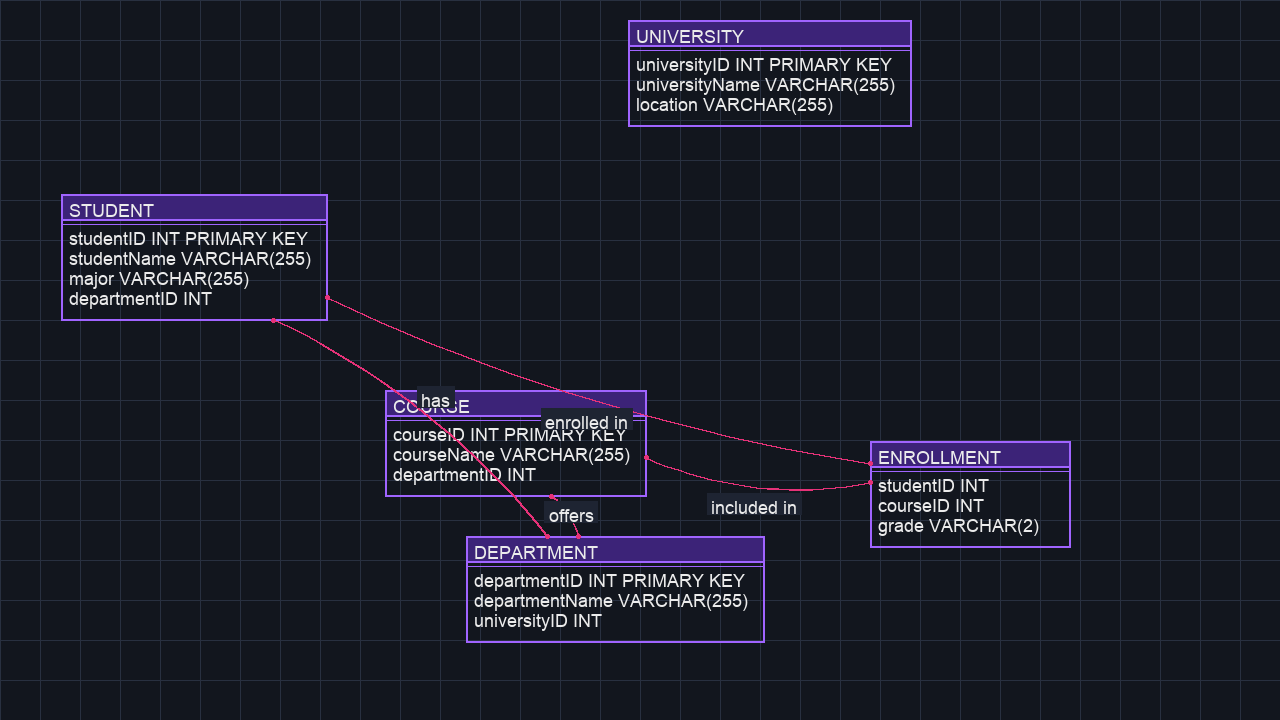 UNIVERSITY
universityID INT PRIMARY KEY
universityName VARCHAR(255)
location VARCHAR(255)
STUDENT
studentID INT PRIMARY KEY
studentName VARCHAR(255)
major VARCHAR(255)
departmentID INT
has
COURSE
enrolled in
courseID INT PRIMARY KEY
courseName VARCHAR(255)
departmentID INT
ENROLLMENT
studentID INT
courseID INT
grade VARCHAR(2)
included in
offers
DEPARTMENT
departmentID INT PRIMARY KEY
departmentName VARCHAR(255)
universityID INT